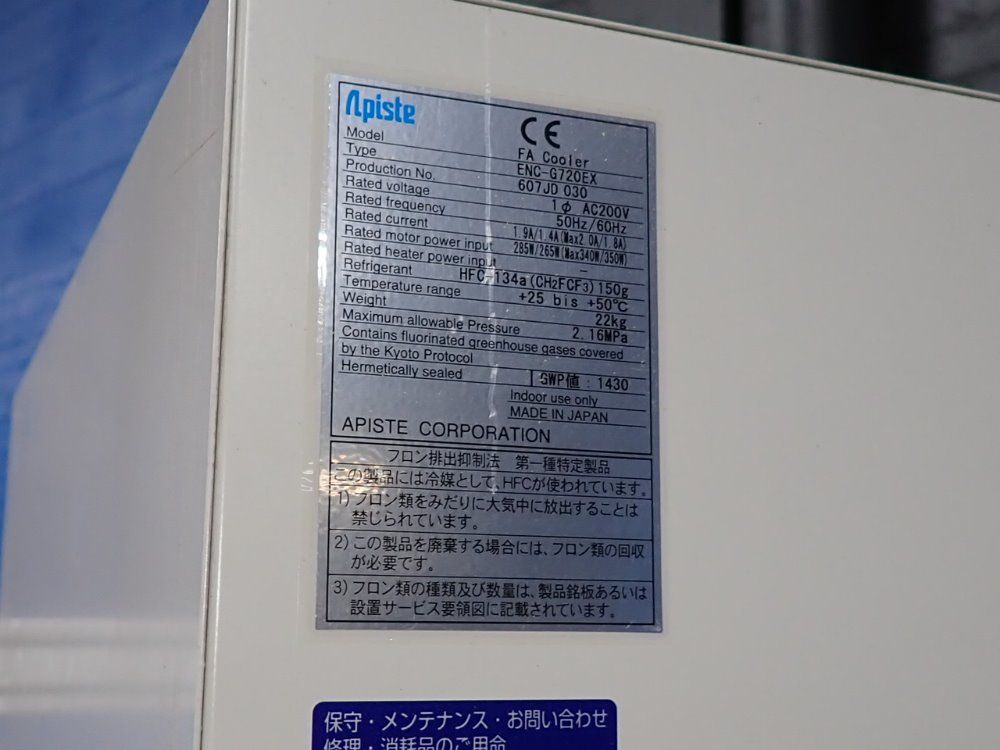 Apiste CE
Model FA Cooler
Type ENC-G720EX
Production No. 607JD 030
Rated voltage 1φ AC200V
Rated frequency 50Hz/60Hz
Rated current 1.9A/1.4A(Max2.0A/1.8A)
Rated motor power input 285W/265W(Max340W/350W)
Rated heater power input −
Refrigerant HFC-134a(CH2FCF3)150g
Temperature range +25 bis +50℃
Weight 22kg
Maximum allowable Pressure 2.16MPa
Contains fluorinated greenhouse gases covered
by the Kyoto Protocol
Hermetically sealed GWP値:1430
Indoor use only
MADE IN JAPAN
APISTE CORPORATION
フロン排出抑制法 第一種特定製品
この製品には冷媒として、HFCが使われています。
1)フロン類をみだりに大気中に放出することは
禁じられています。
2)この製品を廃棄する場合には、フロン類の回収
が必要です。
3)フロン類の種類及び数量は、製品銘板あるいは
設置サービス要領図に記載されています。
保守・メンテナンス・お問い合わせ
修理・消耗品のご用命